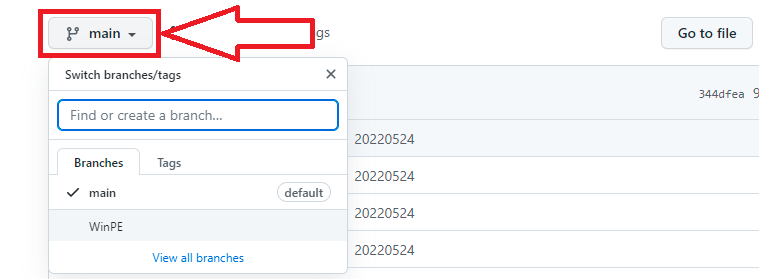 main
gs
Go to file
Switch branches/tags
344dfea 9
Find or create a branch...
20220524
Branches Tags
20220524
main default
20220524
WinPE
20220524
View all branches